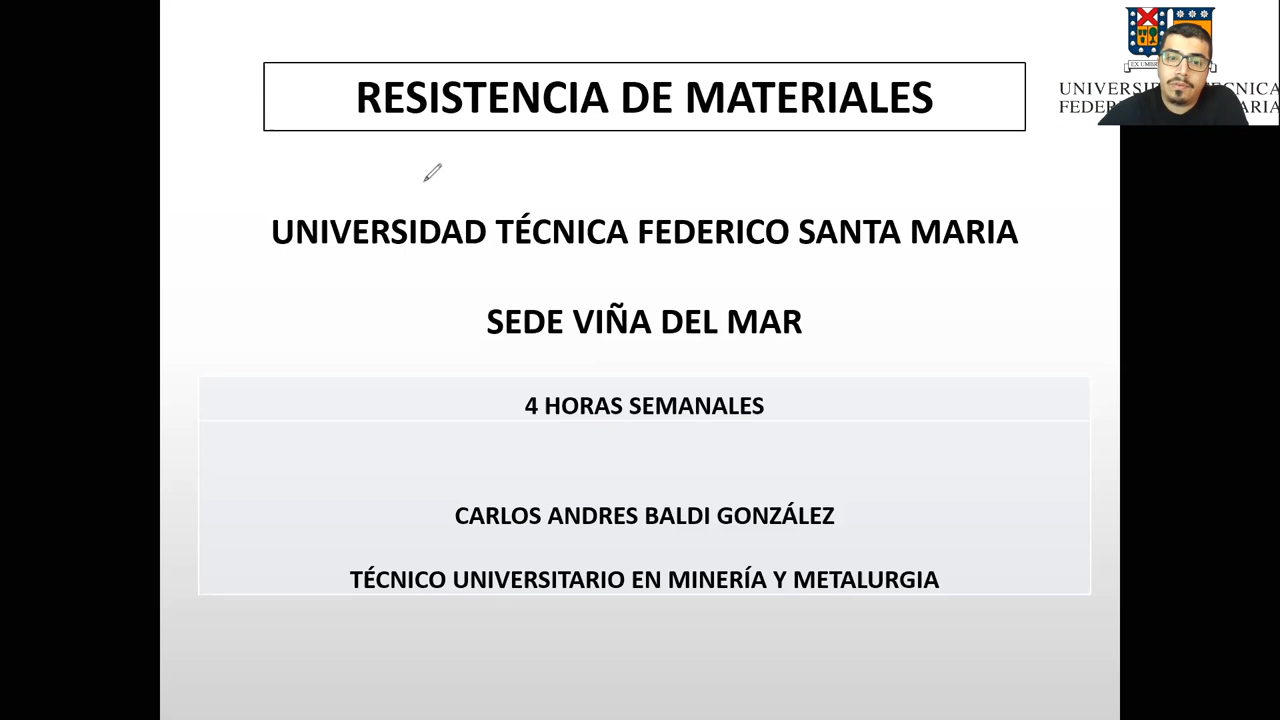 RESISTENCIA DE MATERIALES
UNIVERSIDAD TÉCNICA FEDERICO SANTA MARIA
SEDE VIÑA DEL MAR
4 HORAS SEMANALES
CARLOS ANDRES BALDI GONZÁLEZ
TÉCNICO UNIVERSITARIO EN MINERÍA Y METALURGIA